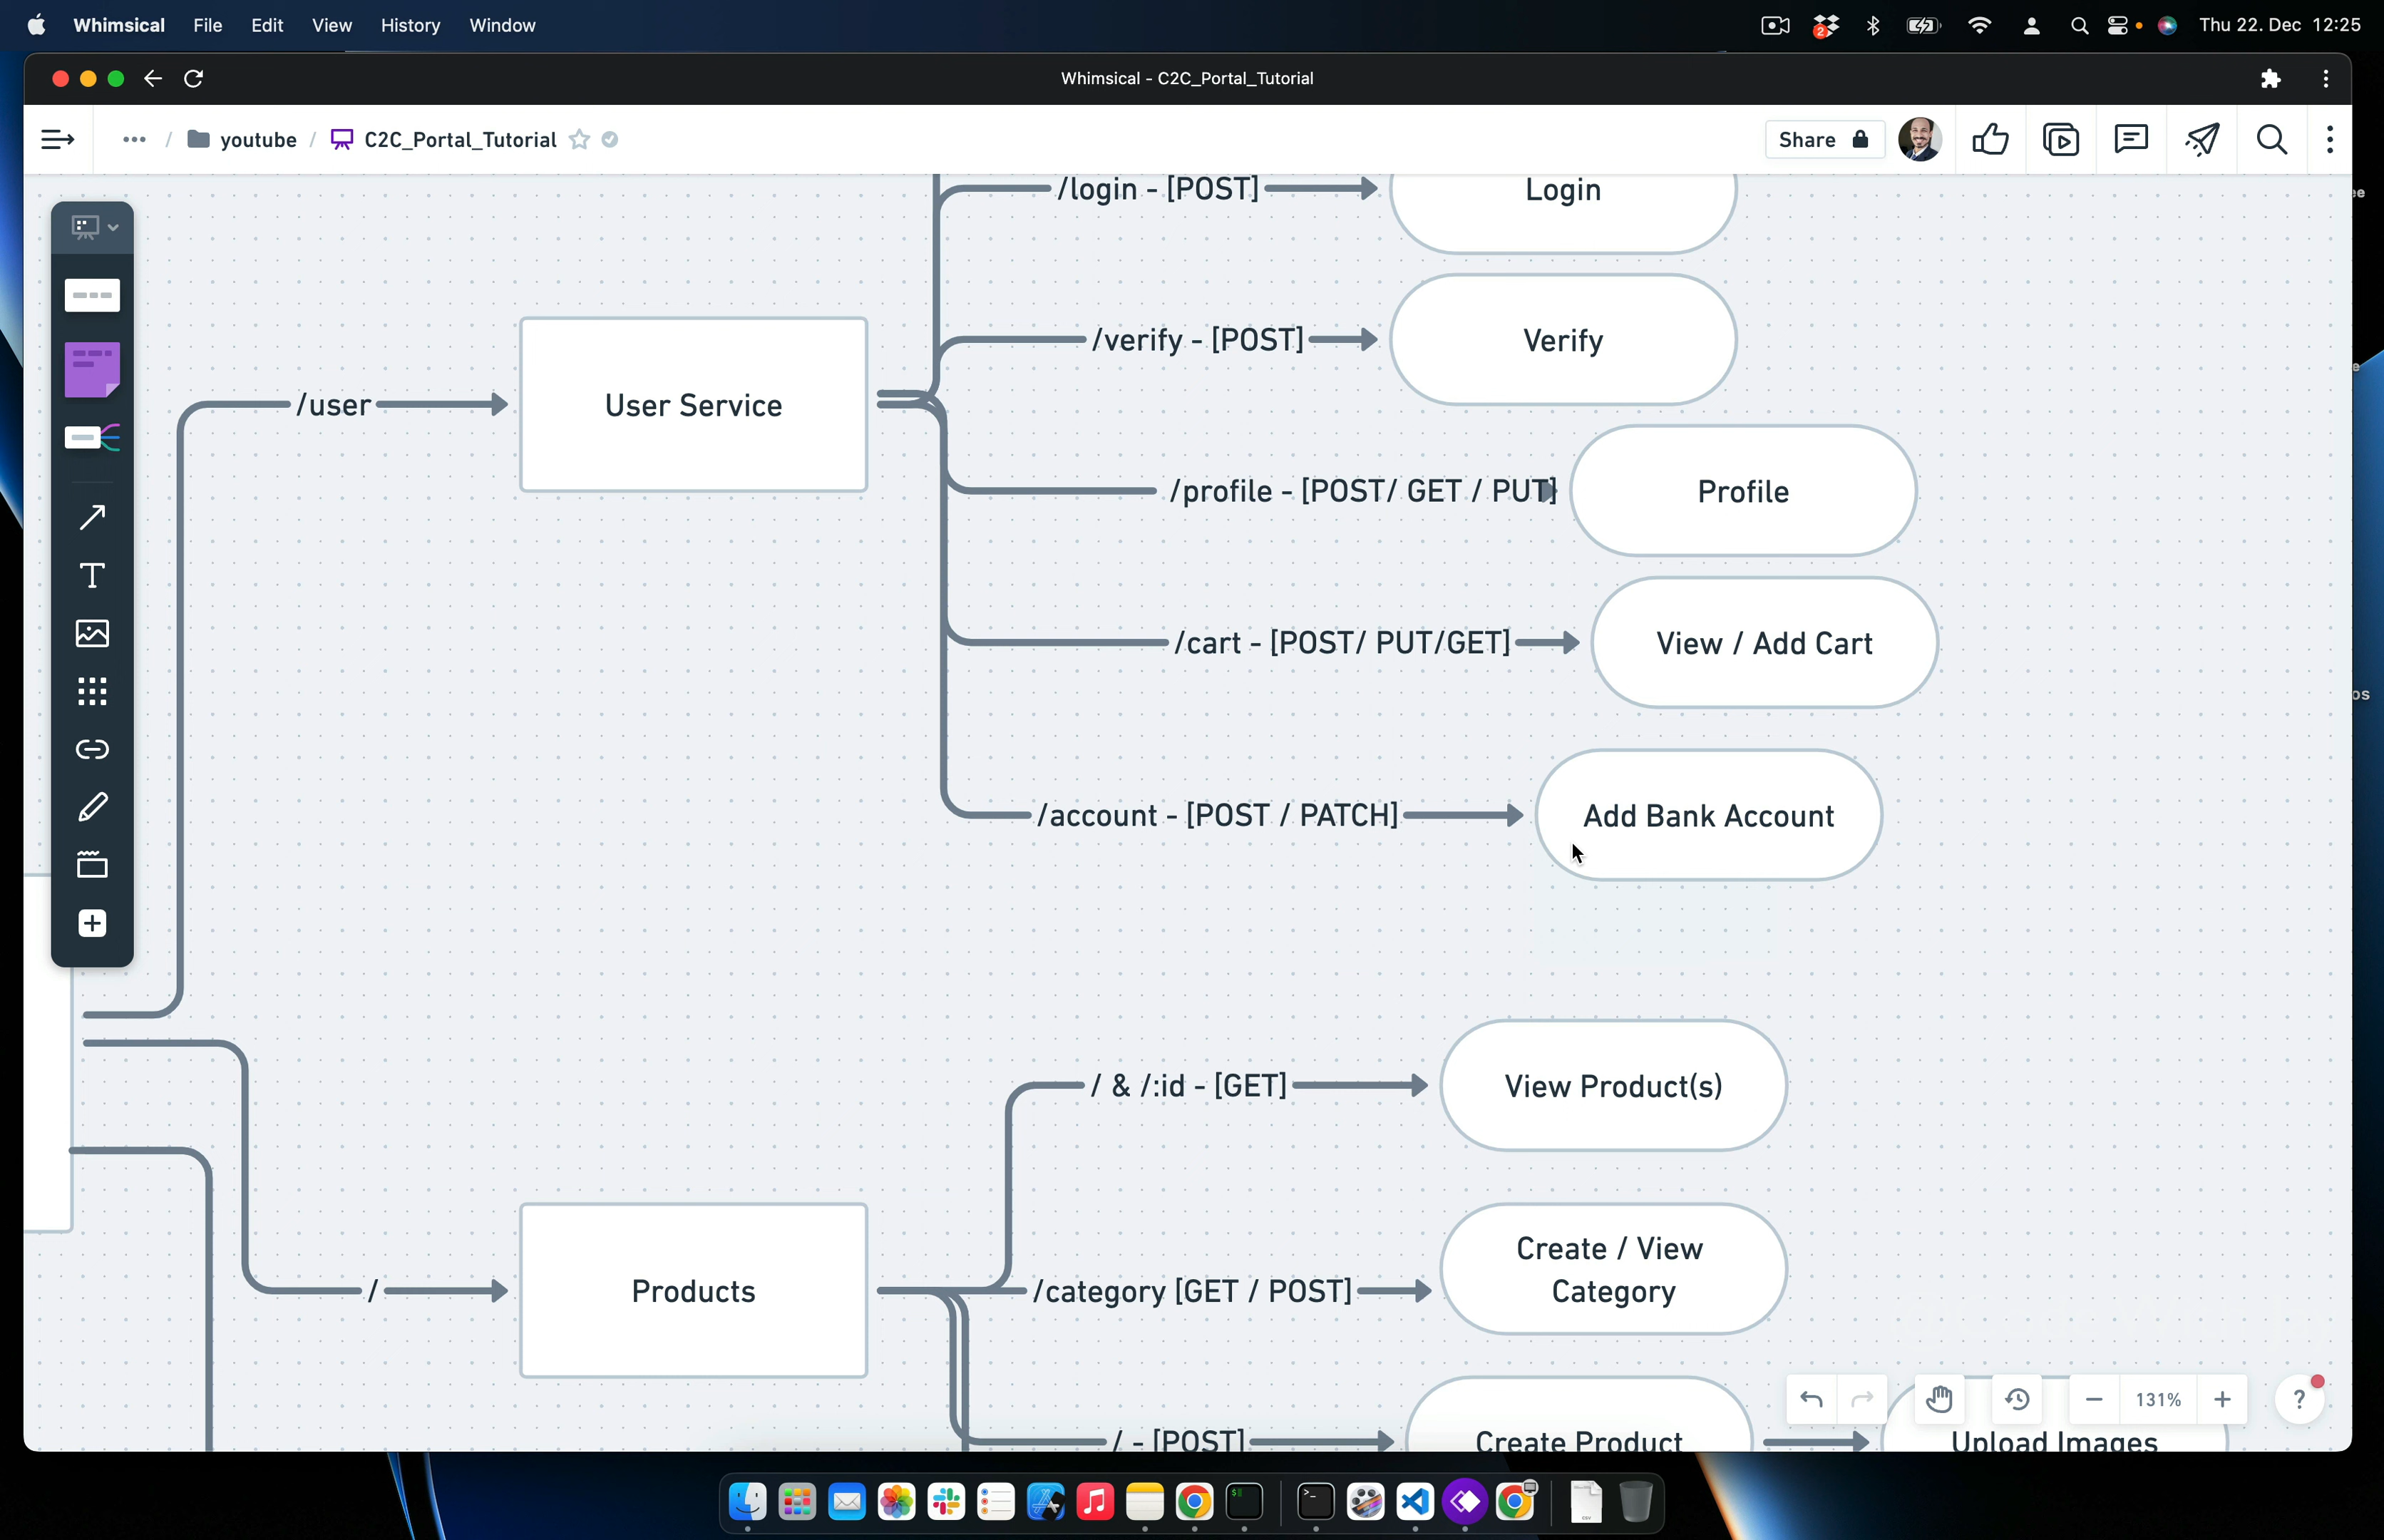 Whimsical File Edit View History Window
2
Thu 22. Dec 12:25
Whimsical - C2C_Portal_Tutorial
youtube / C2C_Portal_Tutorial
Share
/login - [POST]
Login
/verify - [POST]
Verify
/user
User Service
/profile - [POST/ GET / PUT]
Profile
/cart - [POST/ PUT/GET]
View / Add Cart
/account - [POST / PATCH]
Add Bank Account
/ & /:id - [GET]
View Product(s)
/
Products
/category [GET / POST]
Create / View
Category
/ - [POST]
Create Product
Upload Images
131%
?